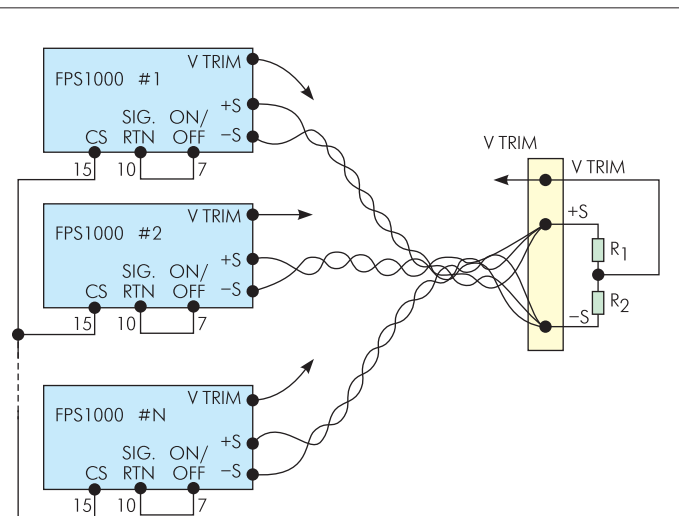 V TRIM
FPS1000 #1
+S
SIG. ON/
CS RTN OFF –S
15 10 7
V TRIM
FPS1000 #2
+S
SIG. ON/
CS RTN OFF –S
15 10 7
V TRIM
FPS1000 #N
+S
SIG. ON/
CS RTN OFF –S
15 10 7
V TRIM
V TRIM
+S
R1
R2
–S